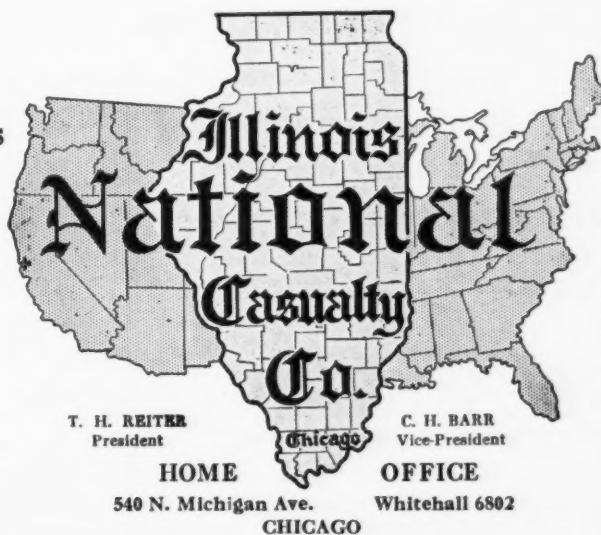 Illinois
National
Casualty
Co.
T. H. REITER C. H. BARR
President Chicago Vice-President
HOME OFFICE
540 N. Michigan Ave. Whitehall 6802
CHICAGO